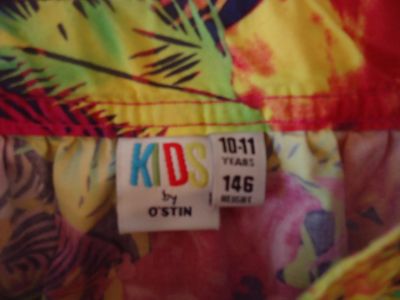 KIDS
by
O'STIN
10-11
YEARS
146
HEIGHT